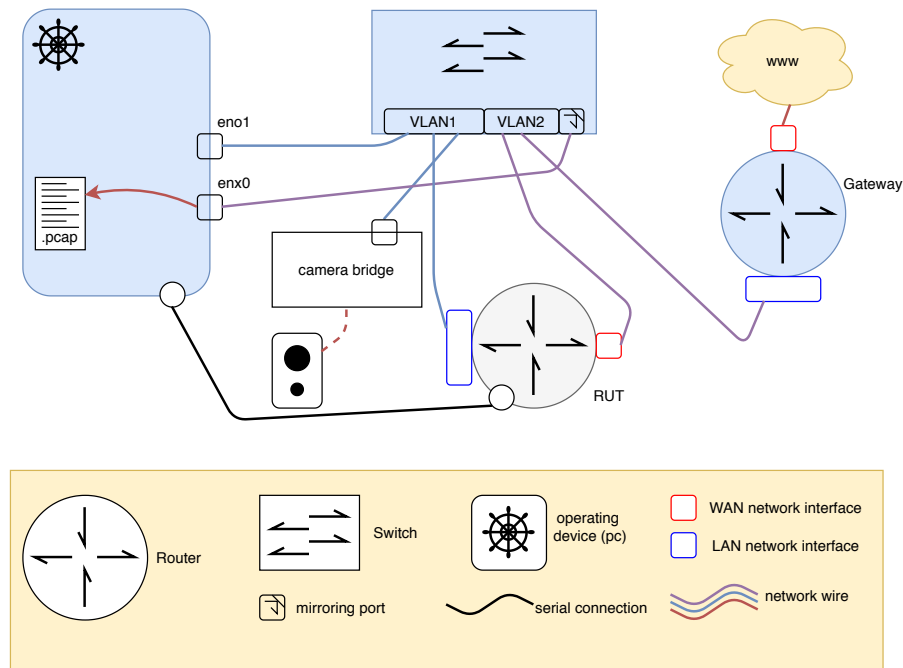 eno1
enx0
.pcap
VLAN1
VLAN2
www
Gateway
camera bridge
RUT
Router
Switch
operating
device (pc)
WAN network interface
LAN network interface
mirroring port
serial connection
network wire